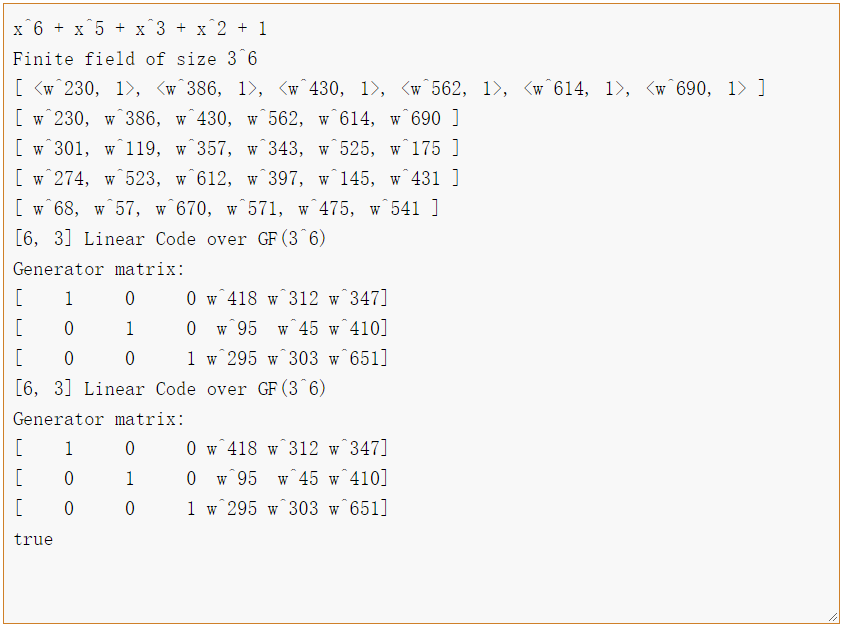 x^6 + x^5 + x^3 + x^2 + 1
Finite field of size 3^6
[ <w^230, 1>, <w^386, 1>, <w^430, 1>, <w^562, 1>, <w^614, 1>, <w^690, 1> ]
[ w^230, w^386, w^430, w^562, w^614, w^690 ]
[ w^301, w^119, w^357, w^343, w^525, w^175 ]
[ w^274, w^523, w^612, w^397, w^145, w^431 ]
[ w^68, w^57, w^670, w^571, w^475, w^541 ]
[6, 3] Linear Code over GF(3^6)
Generator matrix:
[    1     0     0 w^418 w^312 w^347]
[    0     1     0  w^95  w^45 w^410]
[    0     0     1 w^295 w^303 w^651]
[6, 3] Linear Code over GF(3^6)
Generator matrix:
[    1     0     0 w^418 w^312 w^347]
[    0     1     0  w^95  w^45 w^410]
[    0     0     1 w^295 w^303 w^651]
true